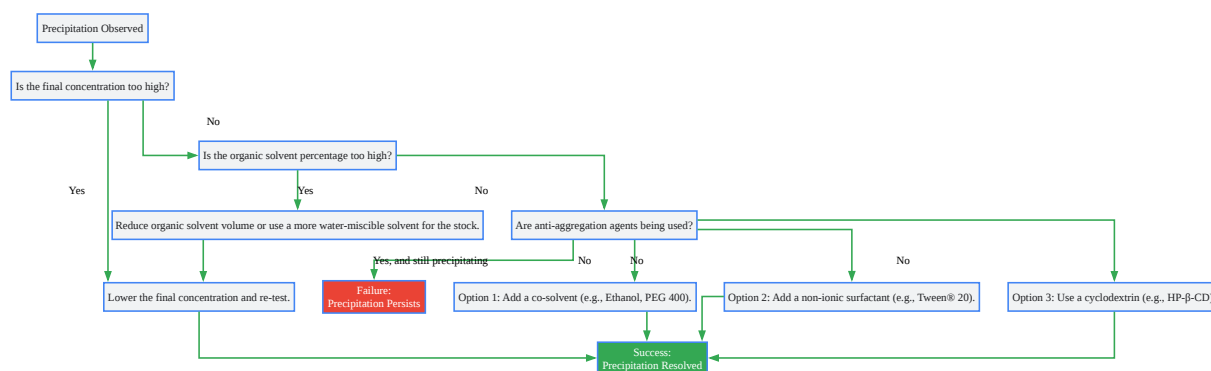 Precipitation Observed
Is the final concentration too high?
No
Is the organic solvent percentage too high?
Yes
Yes
No
Reduce organic solvent volume or use a more water-miscible solvent for the stock.
Are anti-aggregation agents being used?
Yes, and still precipitating
No
No
No
Lower the final concentration and re-test.
Failure:
Precipitation Persists
Option 1: Add a co-solvent (e.g., Ethanol, PEG 400).
Option 2: Add a non-ionic surfactant (e.g., Tween® 20).
Option 3: Use a cyclodextrin (e.g., HP-β-CD)
Success:
Precipitation Resolved